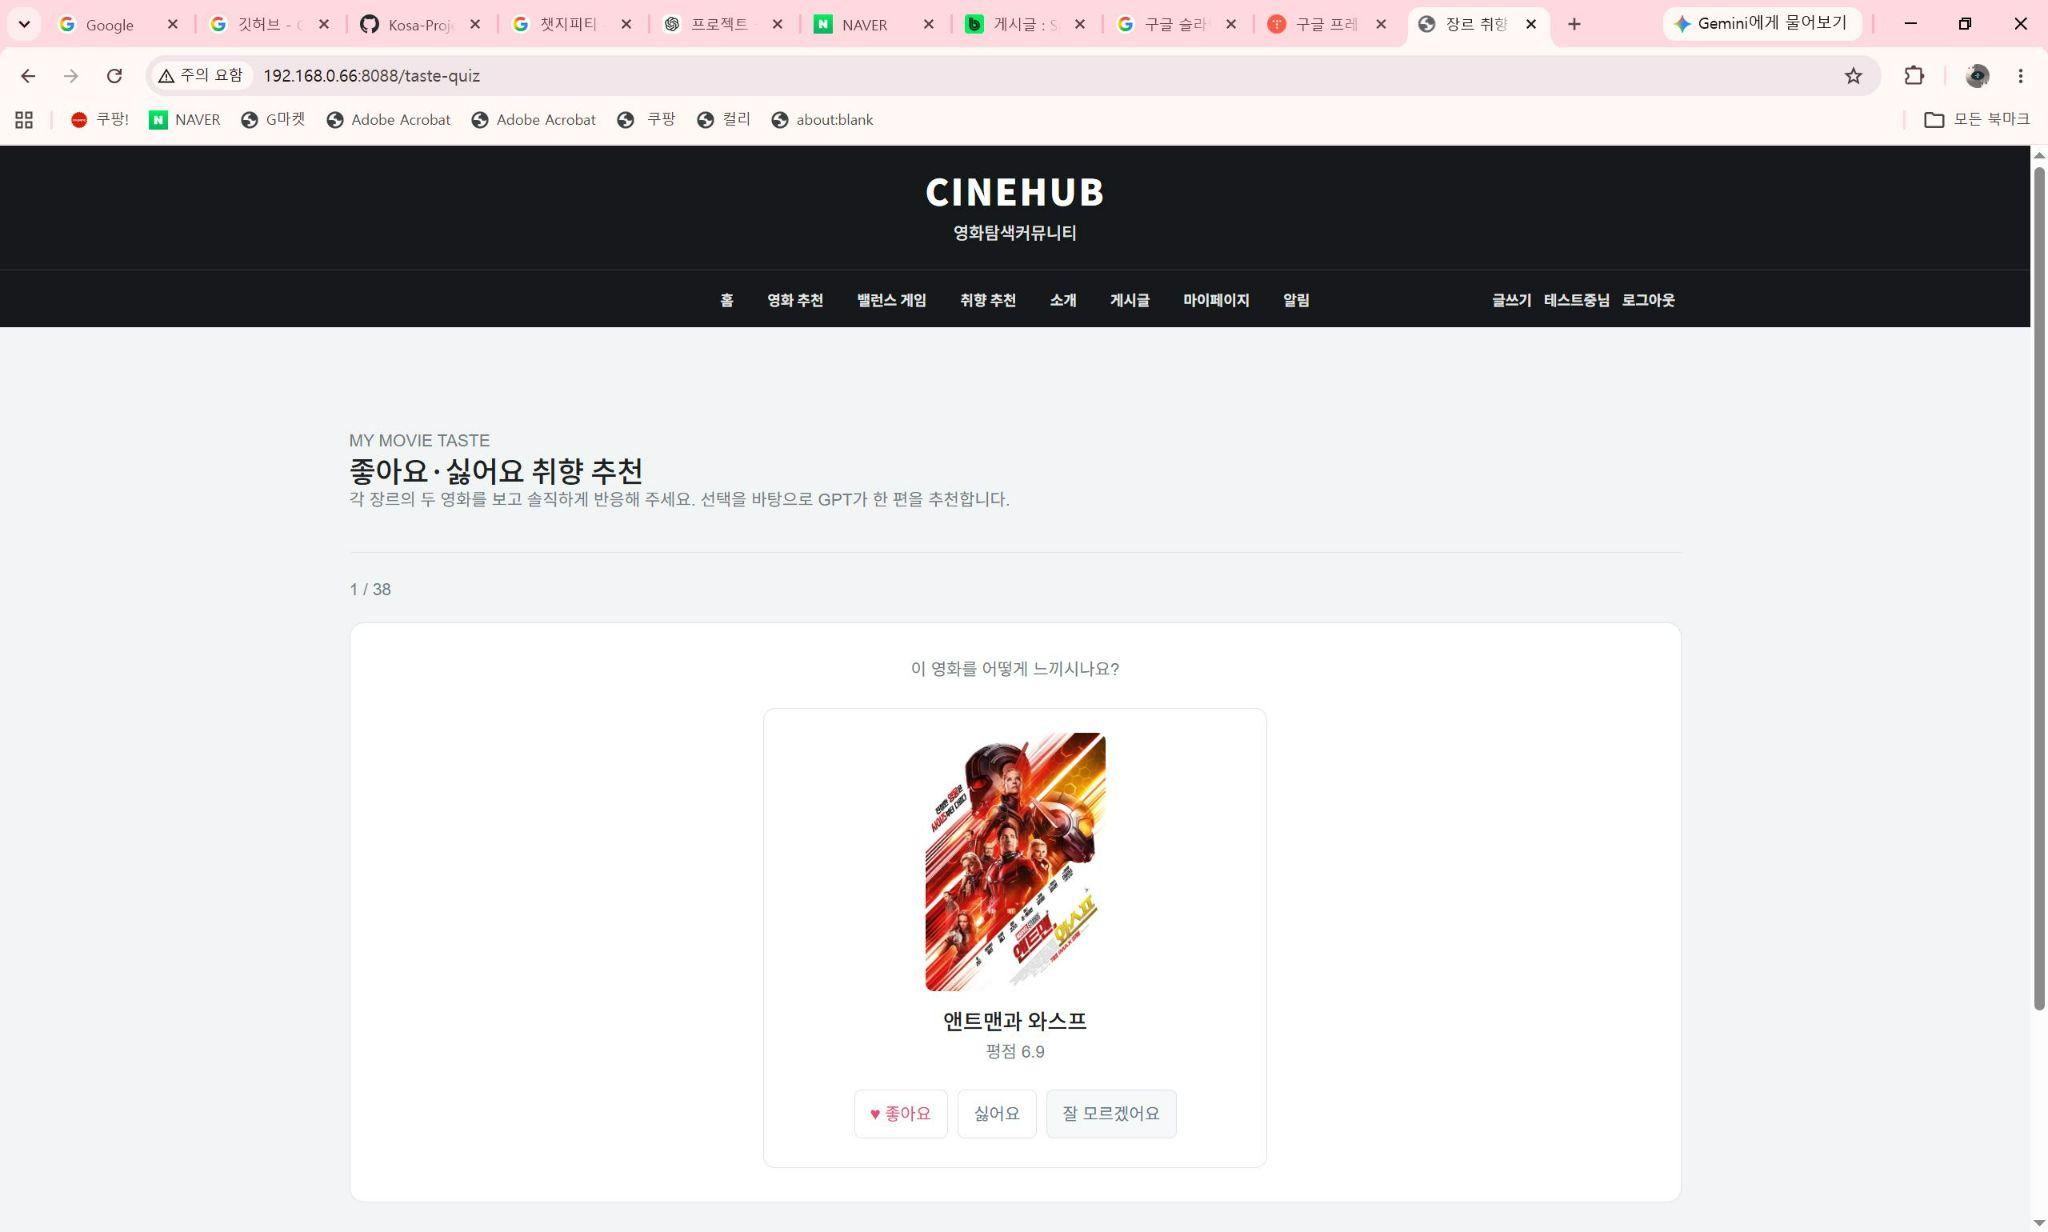 Google
깃허브 - G
Kosa-Proj
챗지피티
프로젝트
NAVER
게시글 : S
구글 슬라
구글 프레
장르 취향
Gemini에게 물어보기
주의 요함
192.168.0.66:8088/taste-quiz
쿠팡!
NAVER
G마켓
Adobe Acrobat
Adobe Acrobat
쿠팡
컬리
about:blank
모든 북마크
CINEHUB
영화탐색커뮤니티
홈
영화 추천
밸런스 게임
취향 추천
소개
게시글
마이페이지
알림
글쓰기
테스트중님
로그아웃
MY MOVIE TASTE
좋아요·싫어요 취향 추천
각 장르의 두 영화를 보고 솔직하게 반응해 주세요. 선택을 바탕으로 GPT가 한 편을 추천합니다.
1 / 38
이 영화를 어떻게 느끼시나요?
앤트맨
와스프
앤트맨과 와스프
평점 6.9
♥ 좋아요
싫어요
잘 모르겠어요